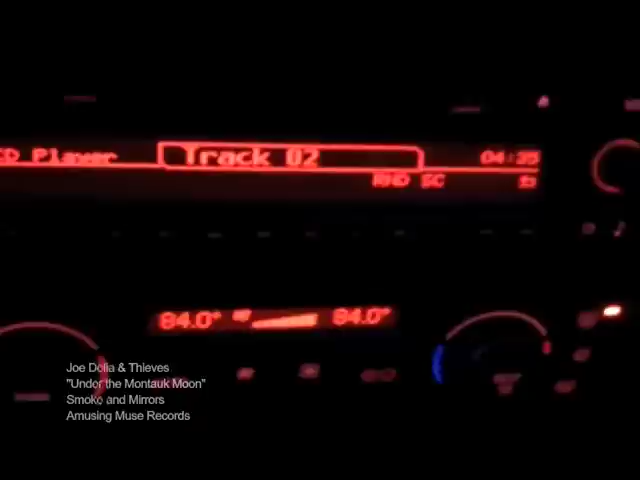 CD Player
Track 02
04:35
RND SC
84.0° 84.0°
Joe Delia & Thieves
"Under the Montauk Moon"
Smoke and Mirrors
Amusing Muse Records